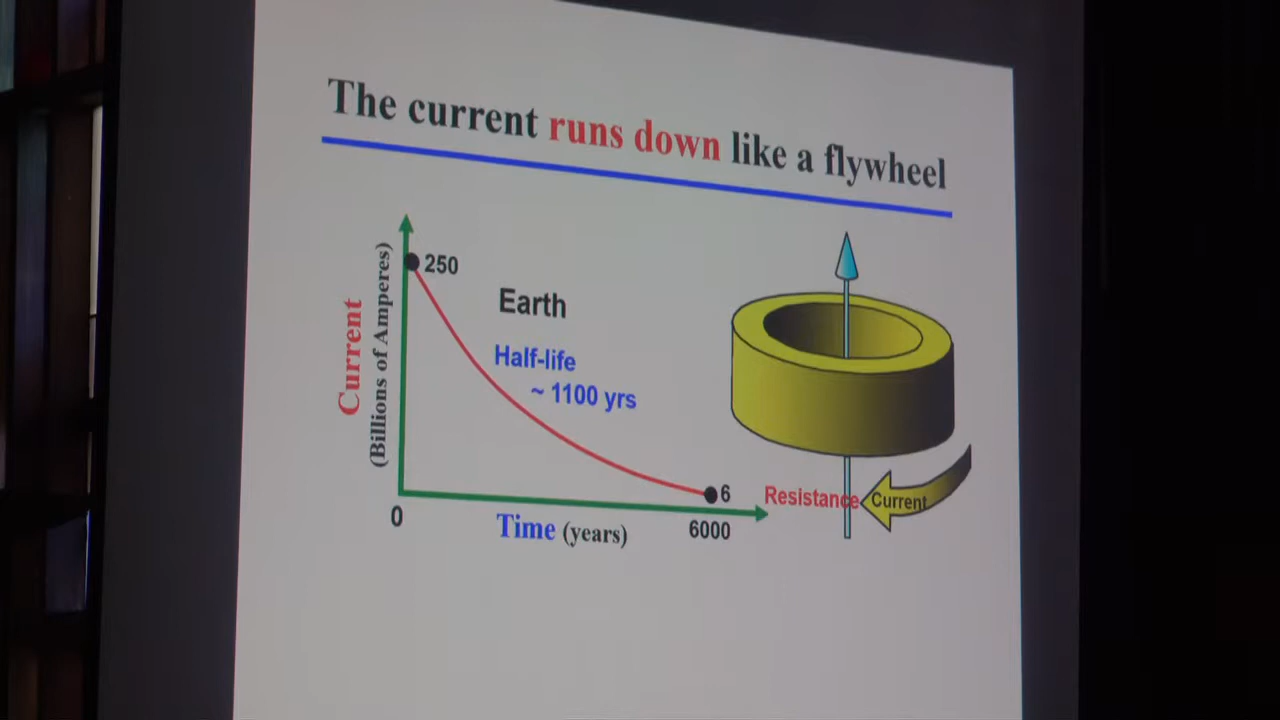 The current runs down like a flywheel
250
Earth
Half-life
~ 1100 yrs
Current
(Billions of Amperes)
6
Resistance
Current
0
Time (years)
6000